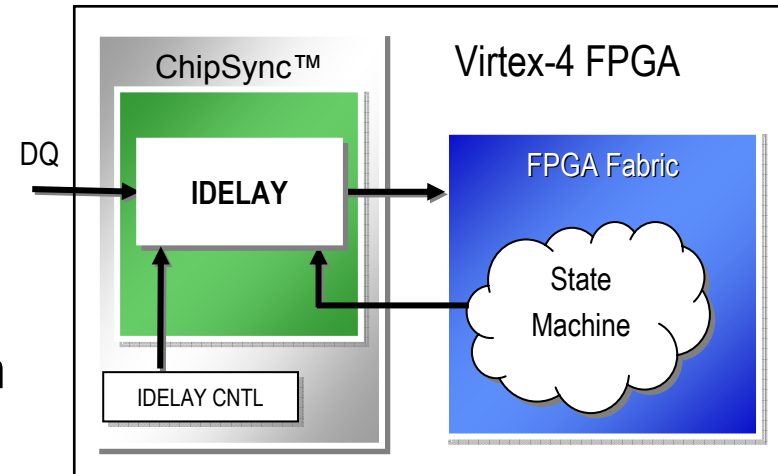 ChipSync™
Virtex-4 FPGA
DQ
IDELAY
FPGA Fabric
State
Machine
IDELAY CNTL